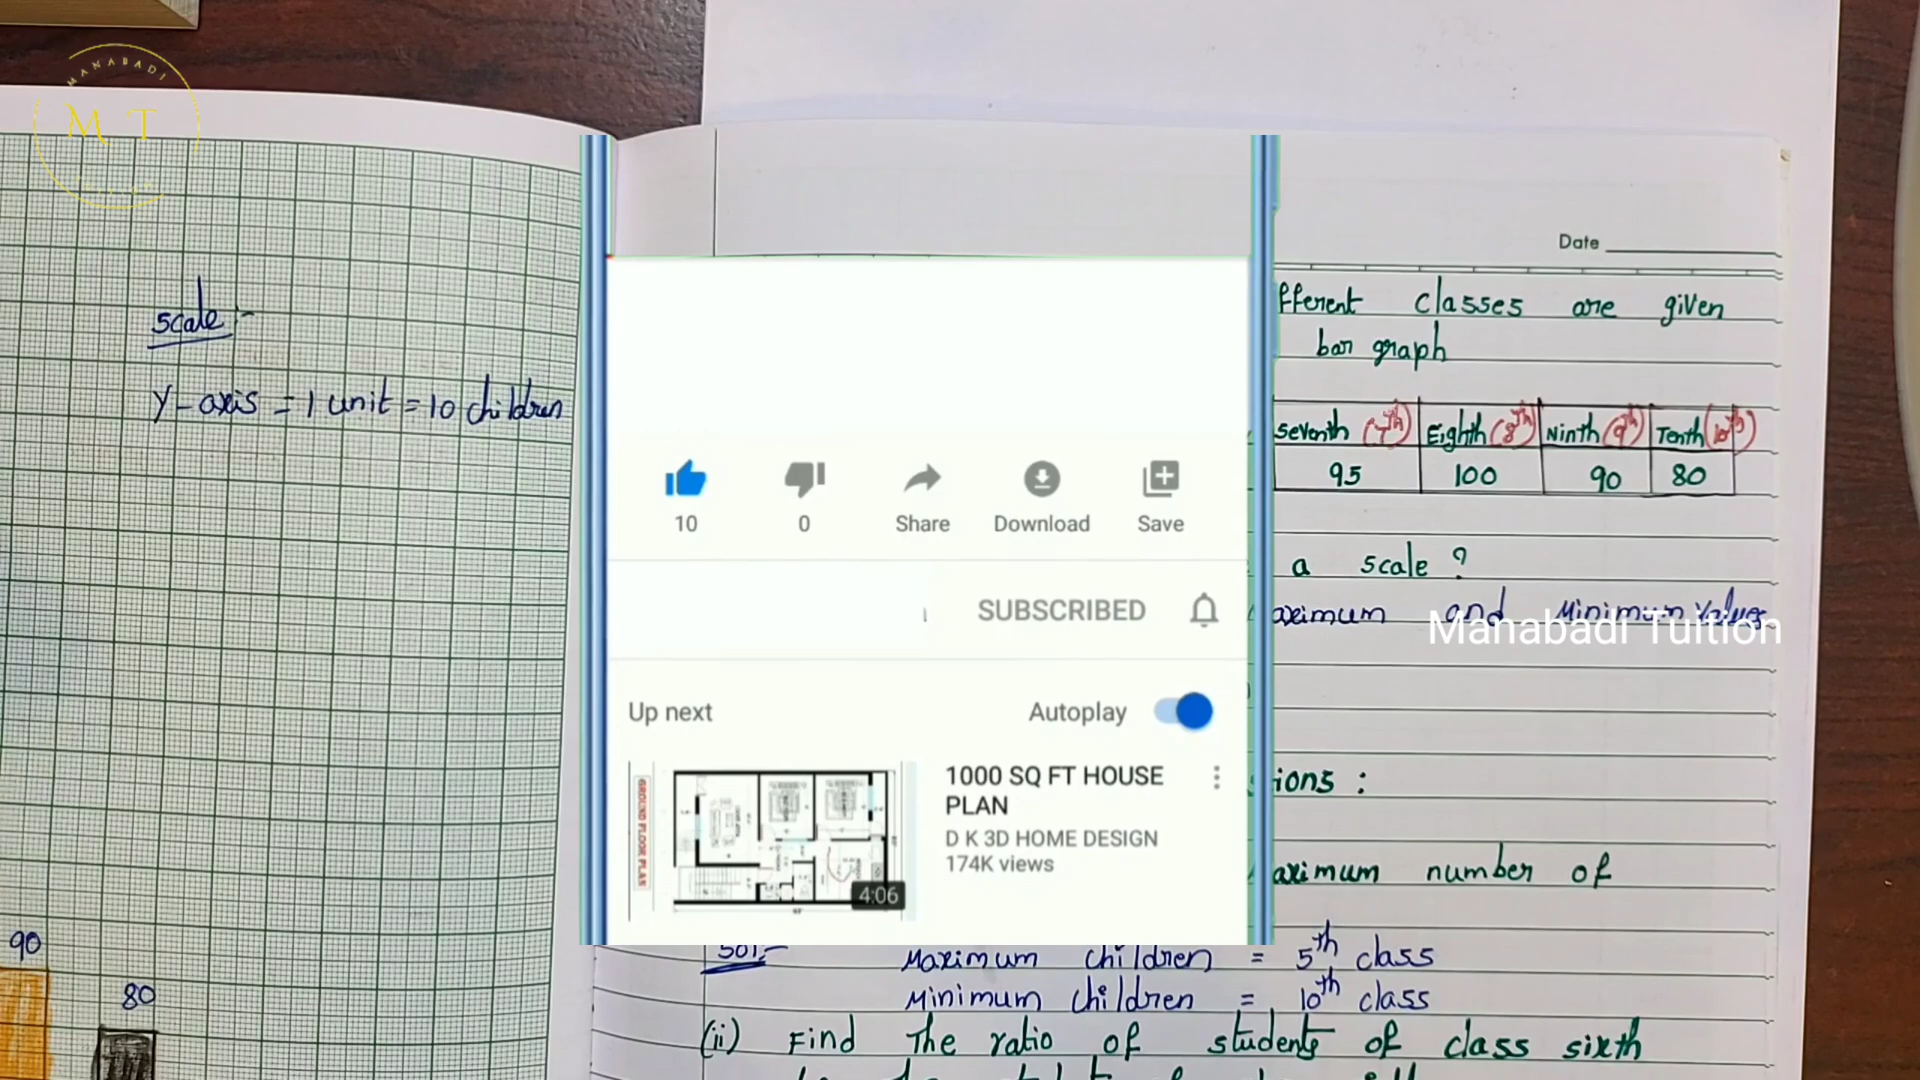 MANABADI
M T
scale :-
Y-axis = 1 unit = 10 children
90
80
Date
fferent classes are given
bar graph
Seventh (7th) Eighth (8th) Ninth (9th) Tenth (10th)
95 100 90 80
a scale ?
aximum and Minimum values
Manabadi Tuition
ions :
aximum number of
Sol:-
Maximum children = 5th class
Minimum children = 10th class
(ii) Find the ratio of students of class sixth
10
0
Share
Download
Save
SUBSCRIBED
Up next
Autoplay
GROUND FLOOR PLAN
4:06
1000 SQ FT HOUSE
PLAN
D K 3D HOME DESIGN
174K views